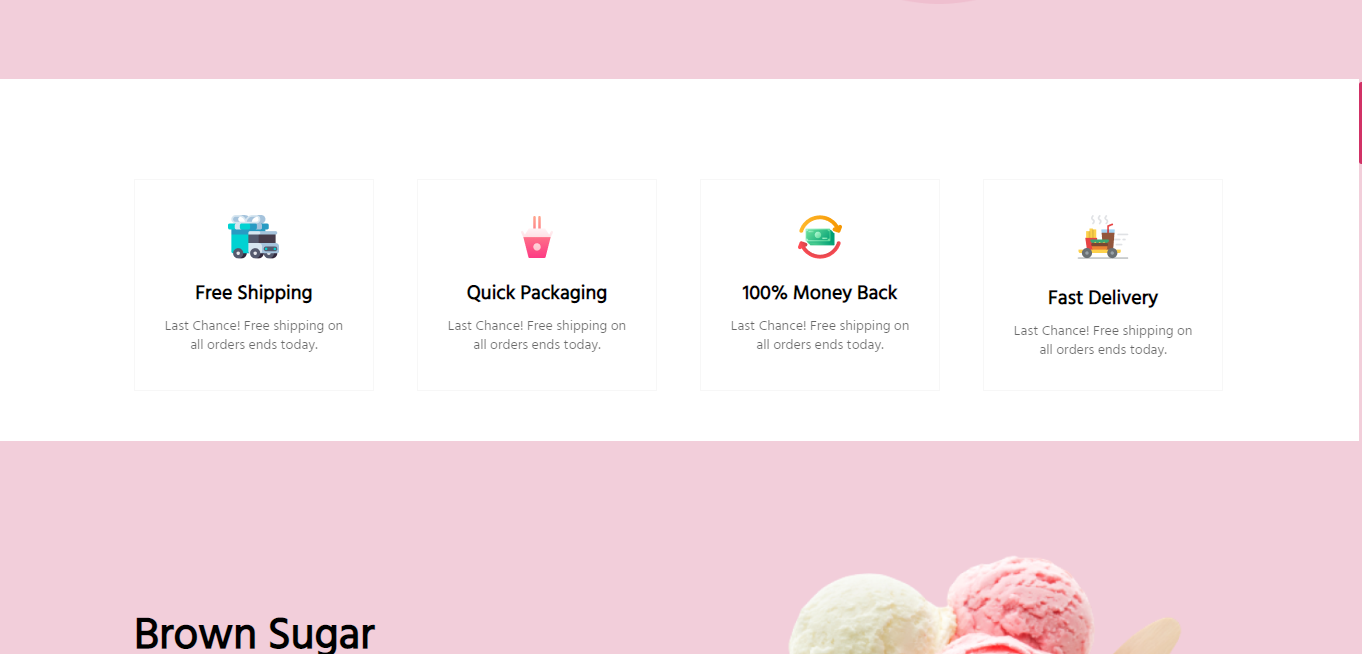 Free Shipping
Last Chance! Free shipping on
all orders ends today.
Quick Packaging
Last Chance! Free shipping on
all orders ends today.
100% Money Back
Last Chance! Free shipping on
all orders ends today.
Fast Delivery
Last Chance! Free shipping on
all orders ends today.
Brown Sugar